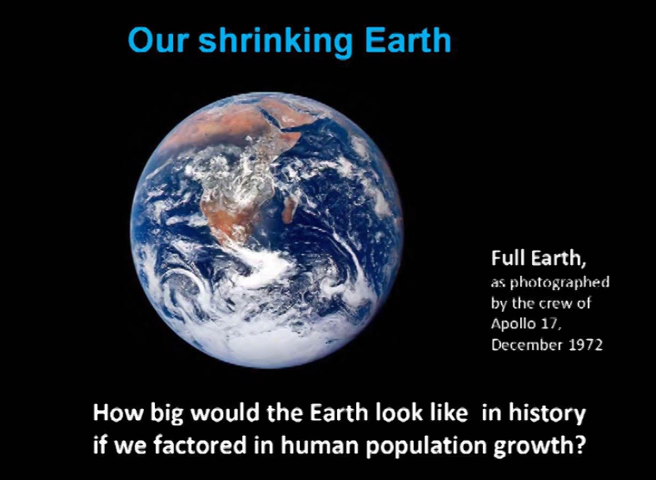 Our shrinking Earth
Full Earth,
as photographed
by the crew of
Apollo 17,
December 1972
How big would the Earth look like in history
if we factored in human population growth?